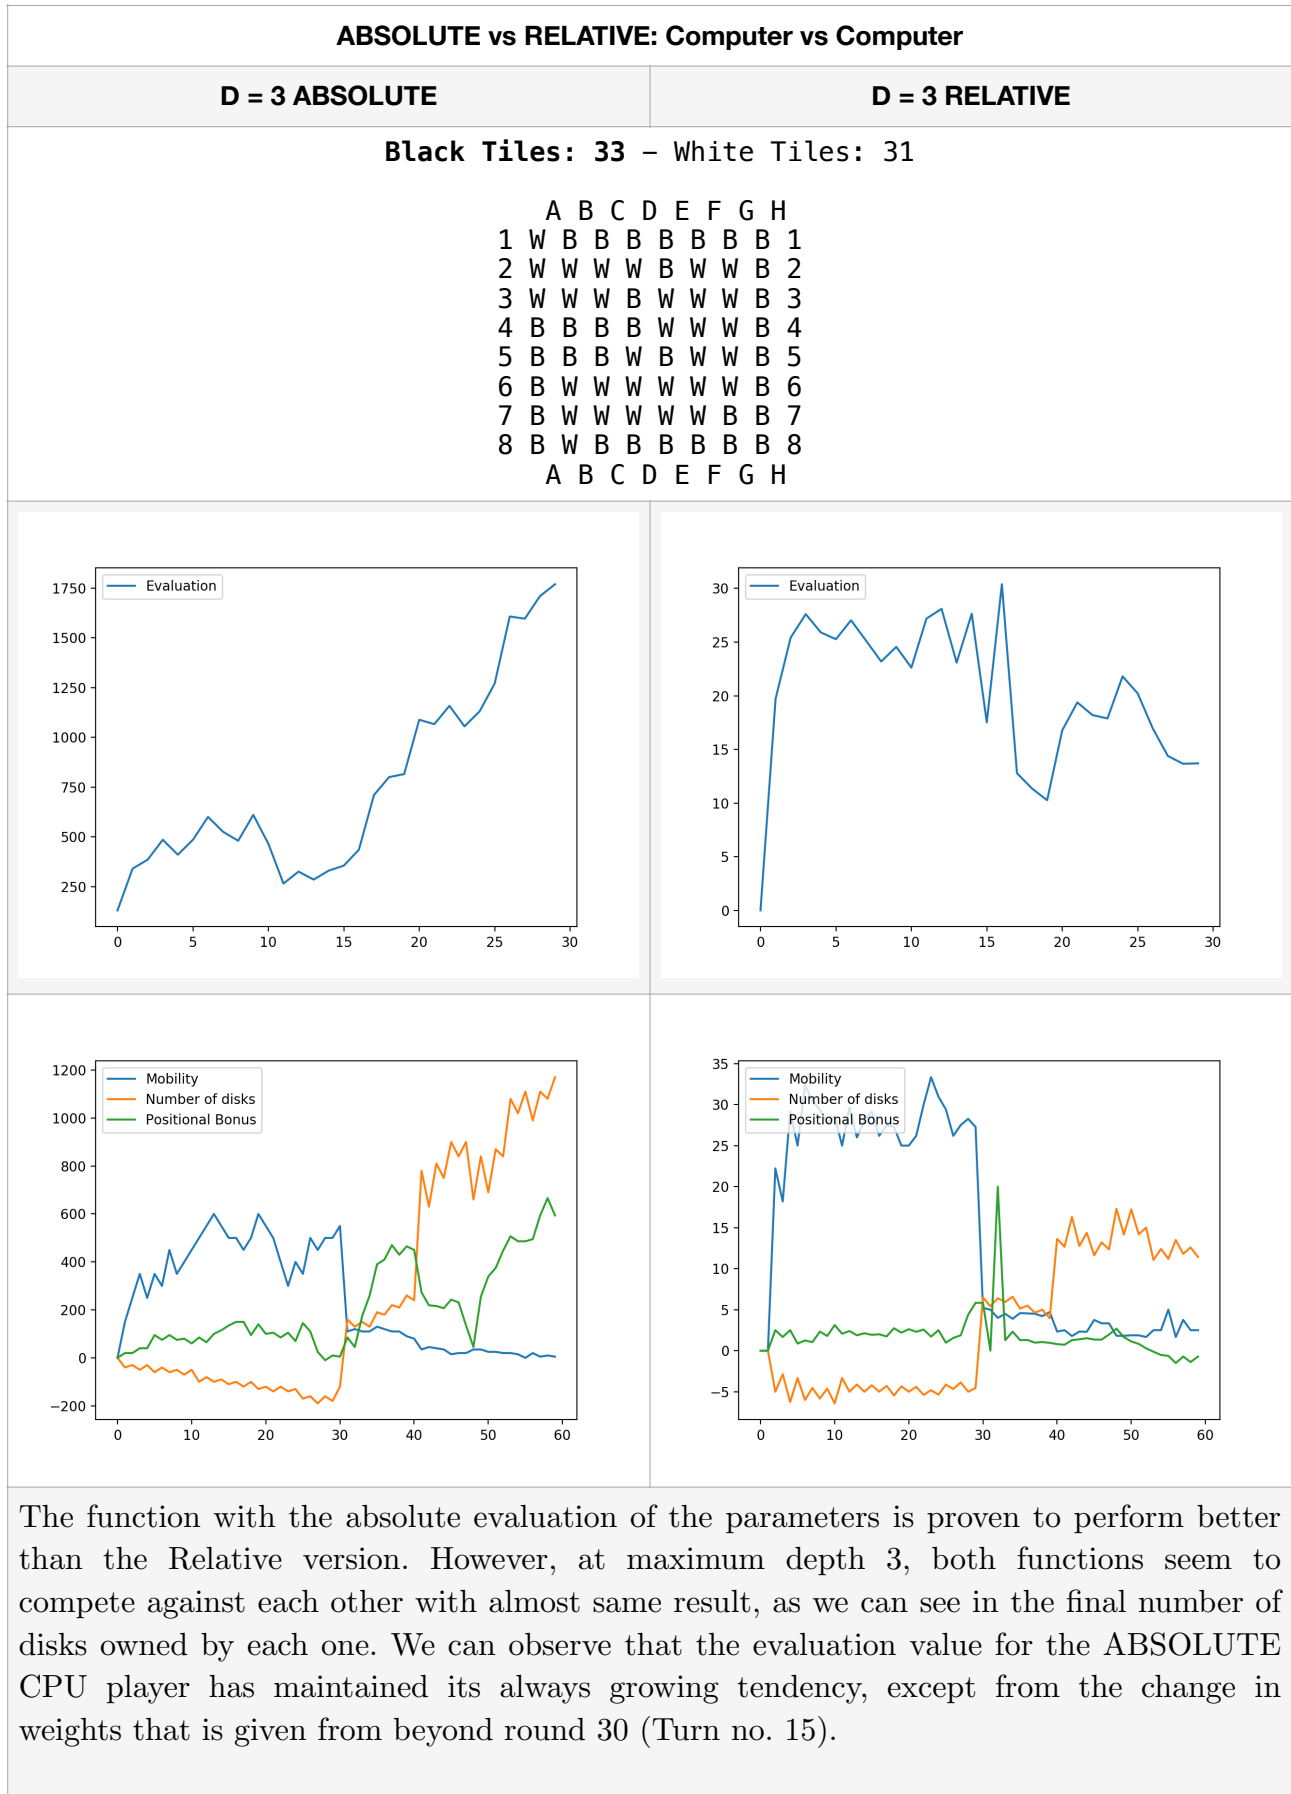 ABSOLUTE vs RELATIVE: Computer vs Computer
D = 3 ABSOLUTE
D = 3 RELATIVE
Black Tiles: 33 – White Tiles: 31
A B C D E F G H
1 W B B B B B B B 1
2 W W W W B W W B 2
3 W W W B W W W B 3
4 B B B B W W W B 4
5 B B B W B W W B 5
6 B W W W W W W B 6
7 B W W W W W B B 7
8 B W B B B B B B 8
A B C D E F G H
Evaluation
1750
1500
1250
1000
750
500
250
0 5 10 15 20 25 30
Evaluation
30
25
20
15
10
5
0
0 5 10 15 20 25 30
Mobility
Number of disks
Positional Bonus
1200
1000
800
600
400
200
0
−200
0 10 20 30 40 50 60
Mobility
Number of disks
Positional Bonus
35
30
25
20
15
10
5
0
−5
0 10 20 30 40 50 60
The function with the absolute evaluation of the parameters is proven to perform better
than the Relative version. However, at maximum depth 3, both functions seem to
compete against each other with almost same result, as we can see in the final number of
disks owned by each one. We can observe that the evaluation value for the ABSOLUTE
CPU player has maintained its always growing tendency, except from the change in
weights that is given from beyond round 30 (Turn no. 15).